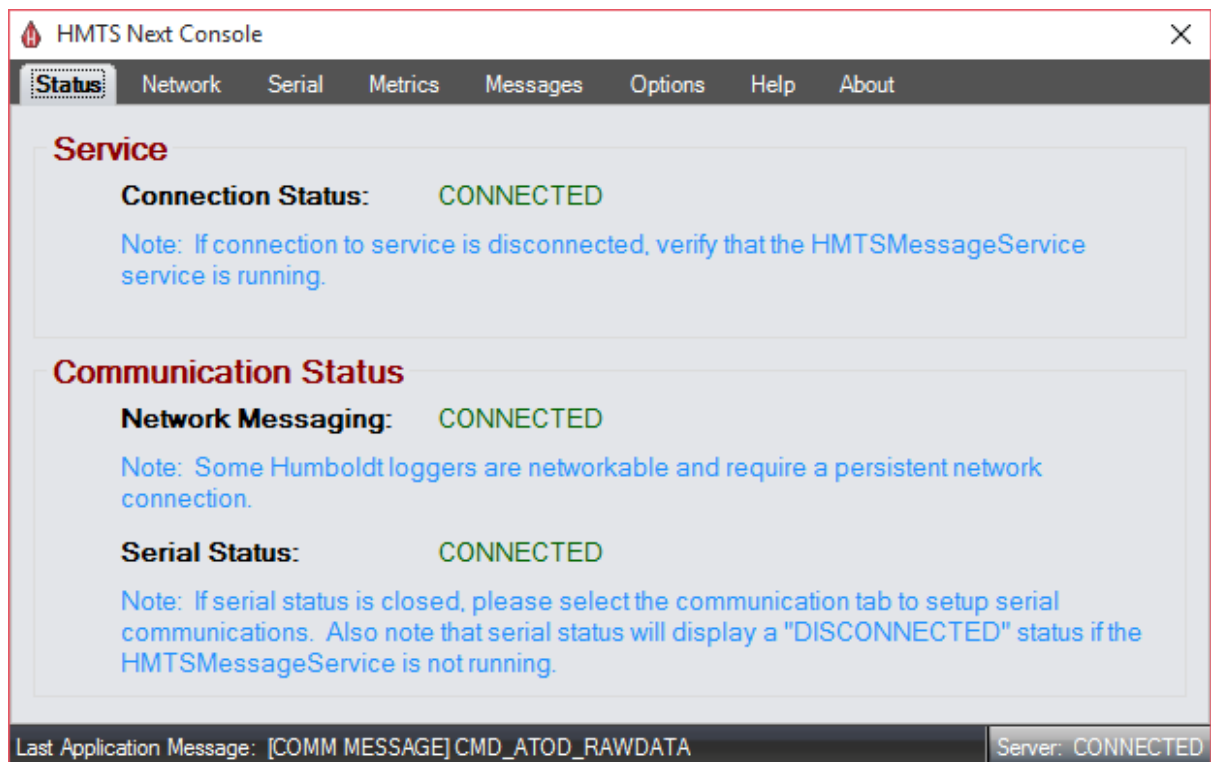 HMTS Next Console
Status Network Serial Metrics Messages Options Help About
Service
Connection Status: CONNECTED
Note: If connection to service is disconnected, verify that the HMTSMessageService
service is running.
Communication Status
Network Messaging: CONNECTED
Note: Some Humboldt loggers are networkable and require a persistent network
connection.
Serial Status: CONNECTED
Note: If serial status is closed, please select the communication tab to setup serial
communications. Also note that serial status will display a "DISCONNECTED" status if the
HMTSMessageService is not running.
Last Application Message: [COMM MESSAGE] CMD_ATOD_RAWDATA Server: CONNECTED